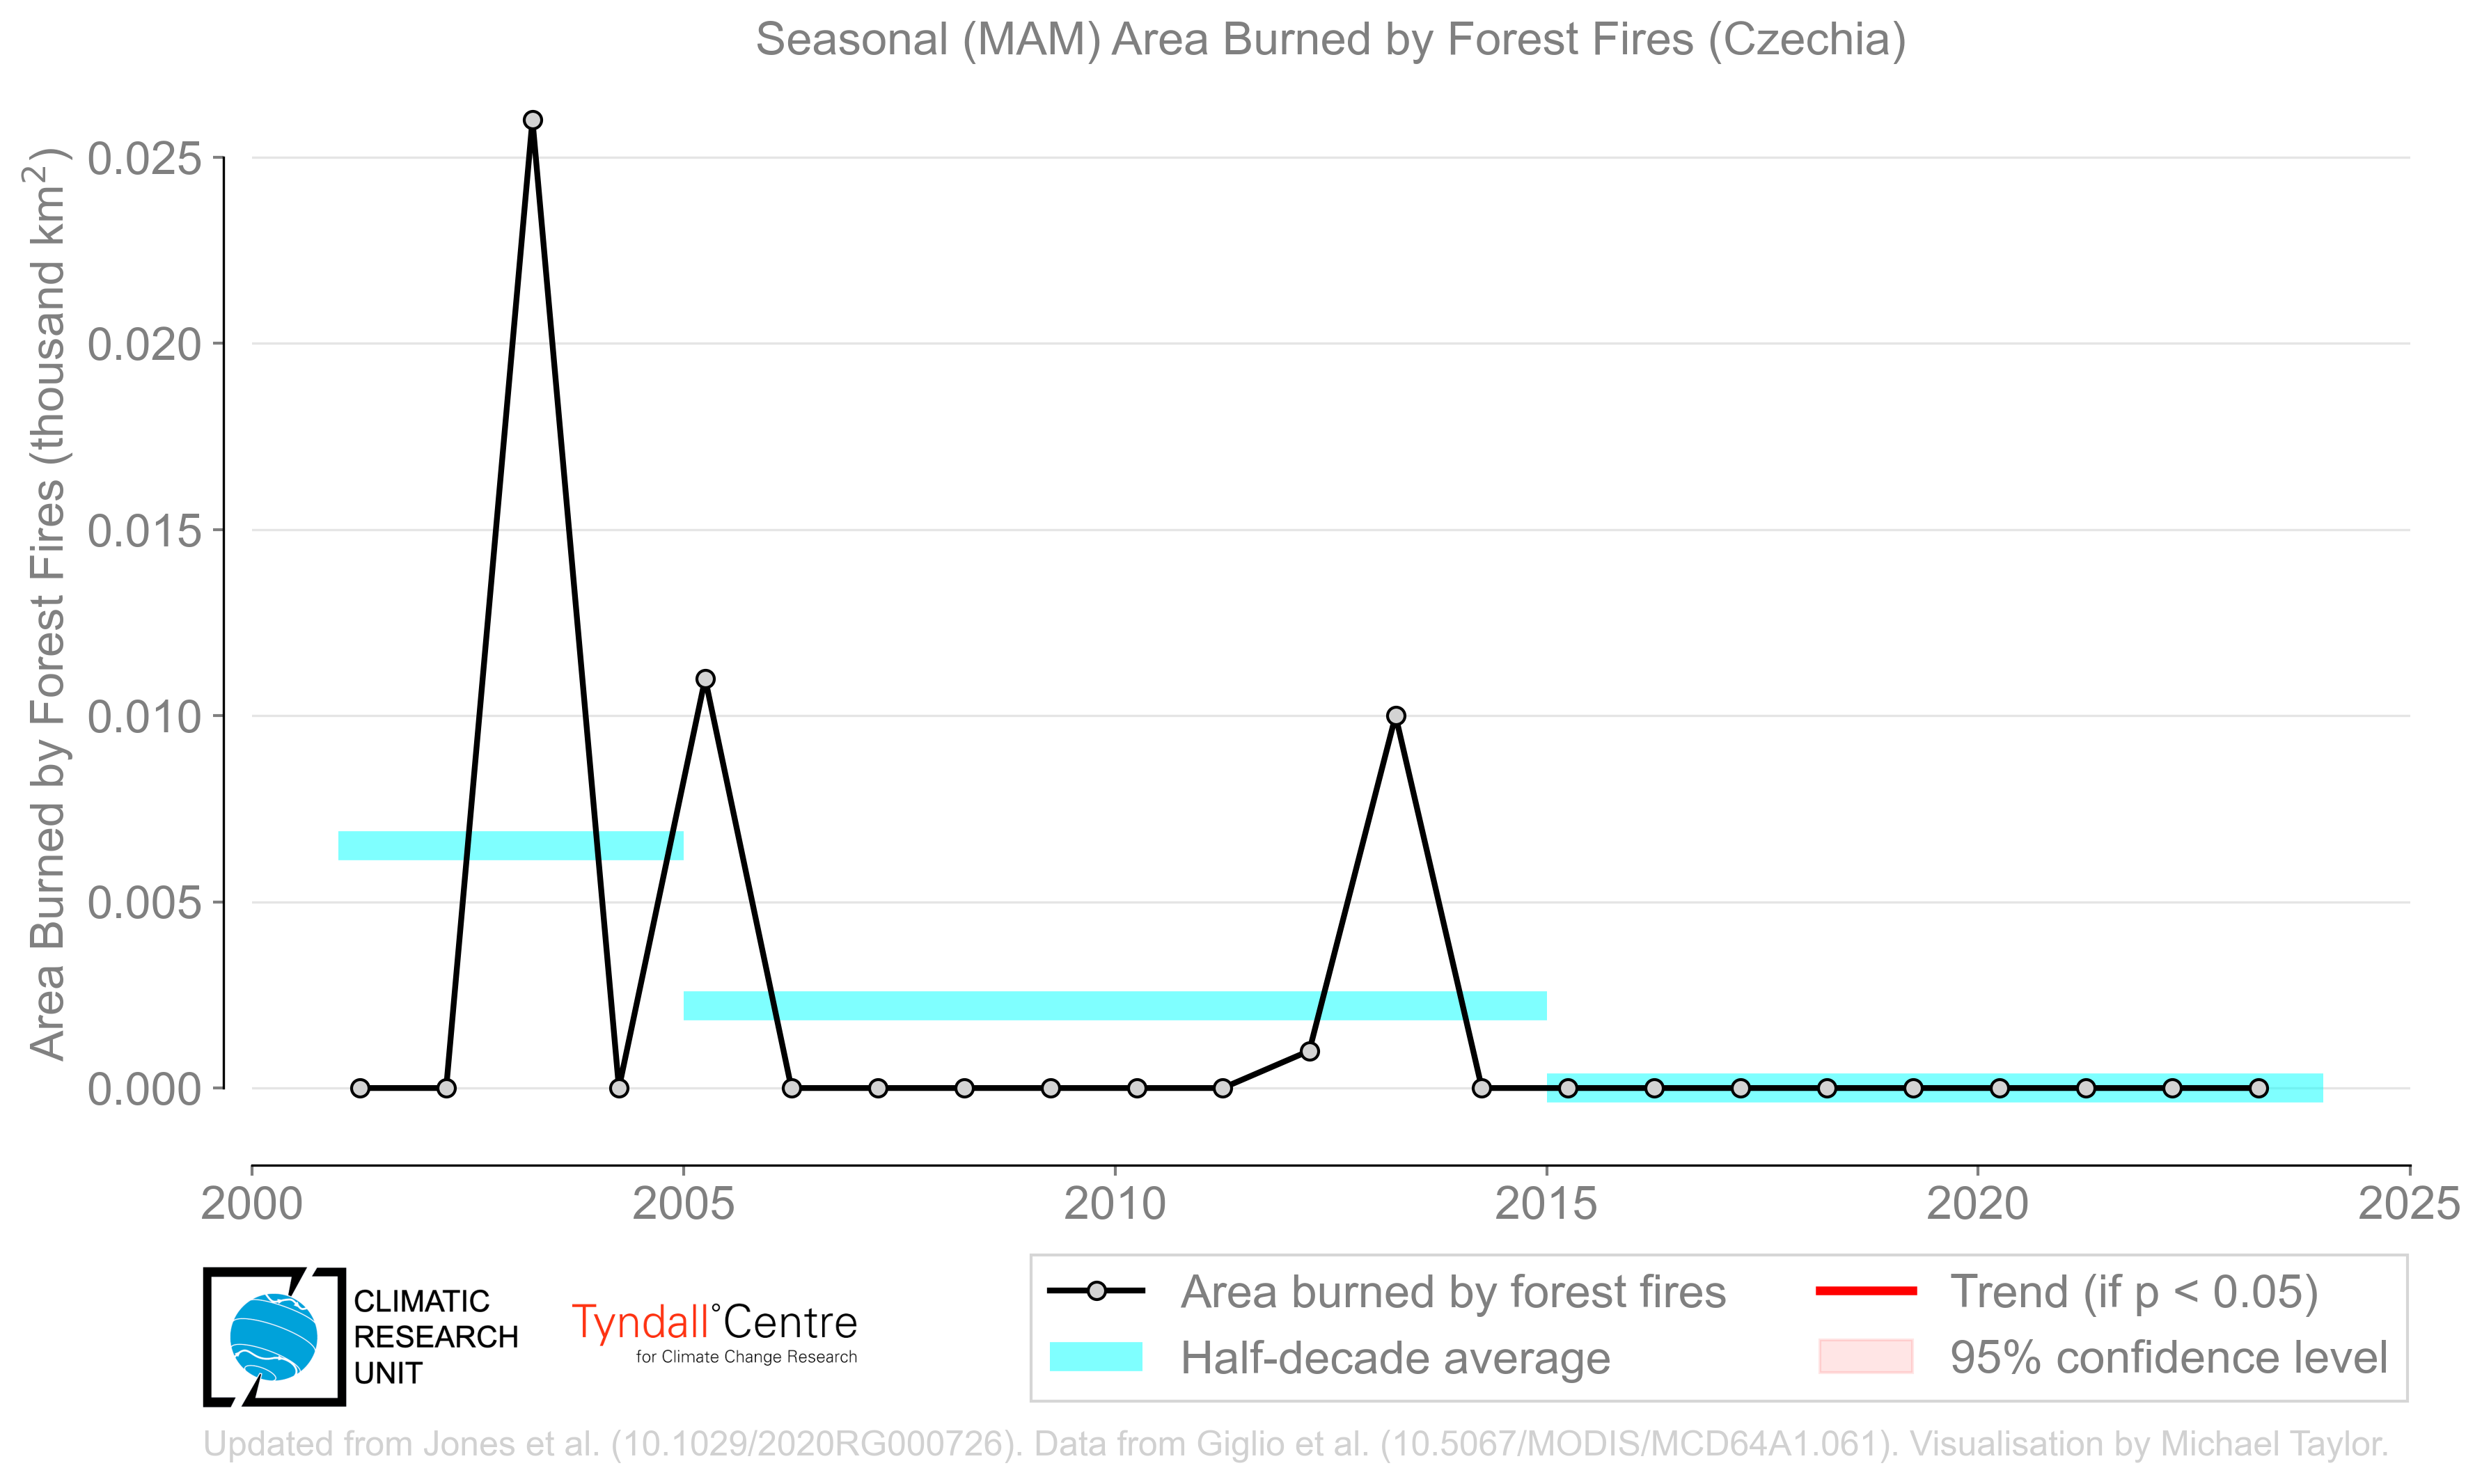 Seasonal (MAM) Area Burned by Forest Fires (Czechia)
Area Burned by Forest Fires (thousand km²)
0.025
0.020
0.015
0.010
0.005
0.000
2000 2005 2010 2015 2020 2025
CLIMATIC
RESEARCH
UNIT
Tyndall°Centre
for Climate Change Research
Area burned by forest fires
Half-decade average
Trend (if p < 0.05)
95% confidence level
Updated from Jones et al. (10.1029/2020RG000726). Data from Giglio et al. (10.5067/MODIS/MCD64A1.061). Visualisation by Michael Taylor.